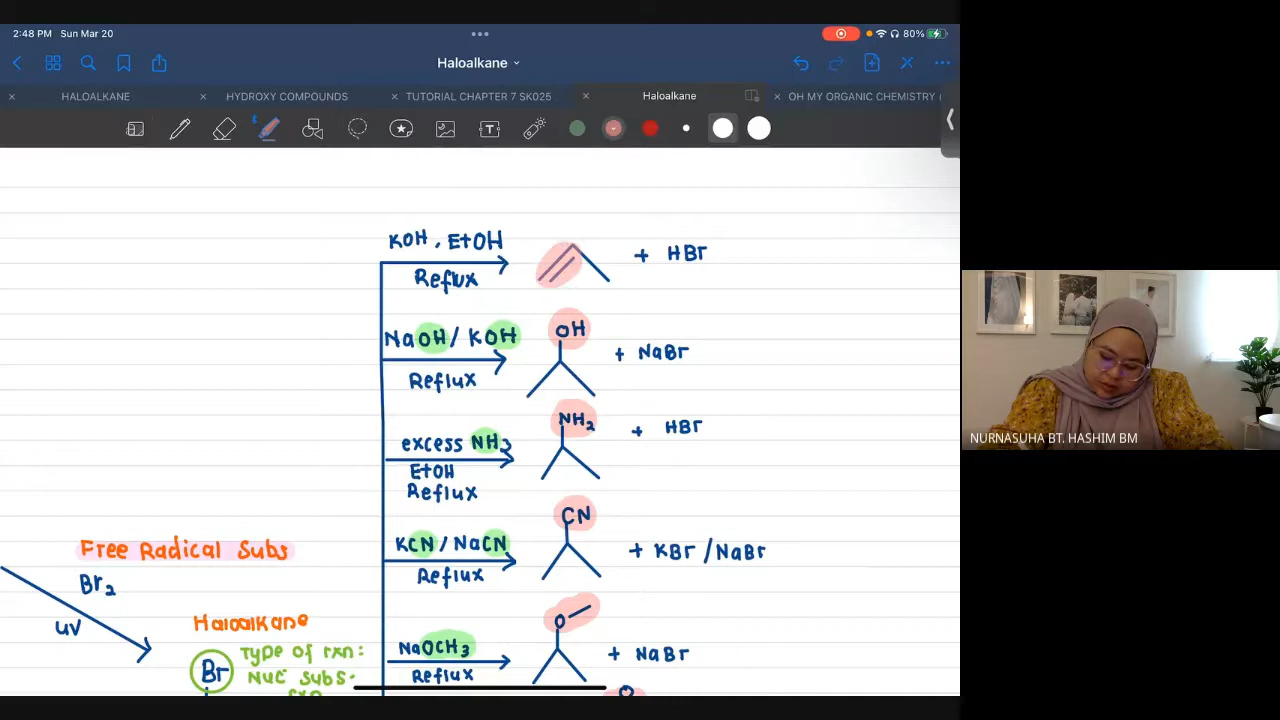 2:48 PM Sun Mar 20
80%
Haloalkane
HALOALKANE
HYDROXY COMPOUNDS
TUTORIAL CHAPTER 7 SK025
Haloalkane
OH MY ORGANIC CHEMISTRY (
KOH, EtOH
Reflux
+ HBr
NaOH / KOH
Reflux
OH
+ NaBr
excess NH3
EtOH
Reflux
NH2
+ HBr
KCN / NaCN
Reflux
CN
+ KBr /NaBr
Free Radical Subs
Br2
UV
Haloalkane
Br
Type of rxn:
Nuc subs.
NaOCH3
Reflux
O
+ NaBr
O
NURNASUHA BT. HASHIM BM